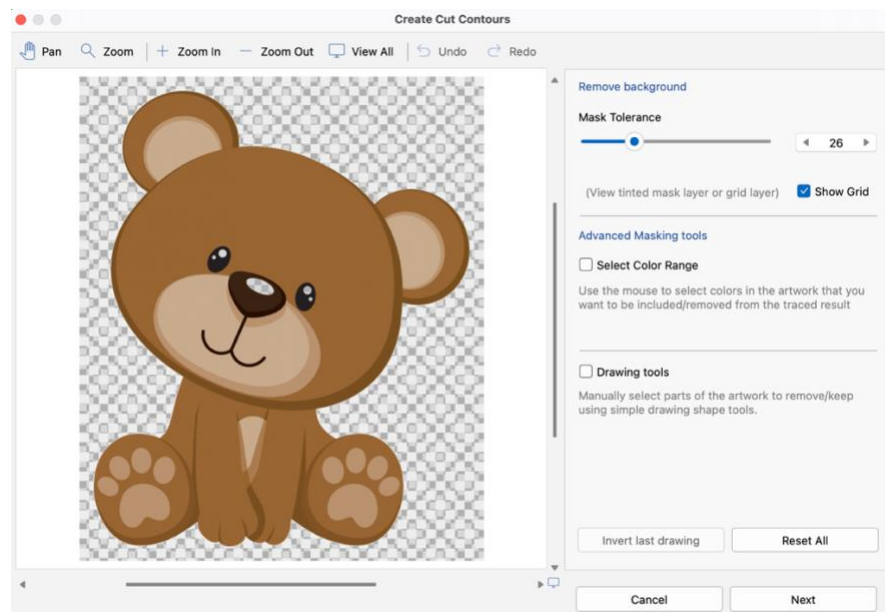 Create Cut Contours
Pan Zoom Zoom In Zoom Out View All Undo Redo
Remove background
Mask Tolerance
26
(View tinted mask layer or grid layer) Show Grid
Advanced Masking tools
Select Color Range
Use the mouse to select colors in the artwork that you
want to be included/removed from the traced result
Drawing tools
Manually select parts of the artwork to remove/keep
using simple drawing shape tools.
Invert last drawing Reset All
Cancel Next